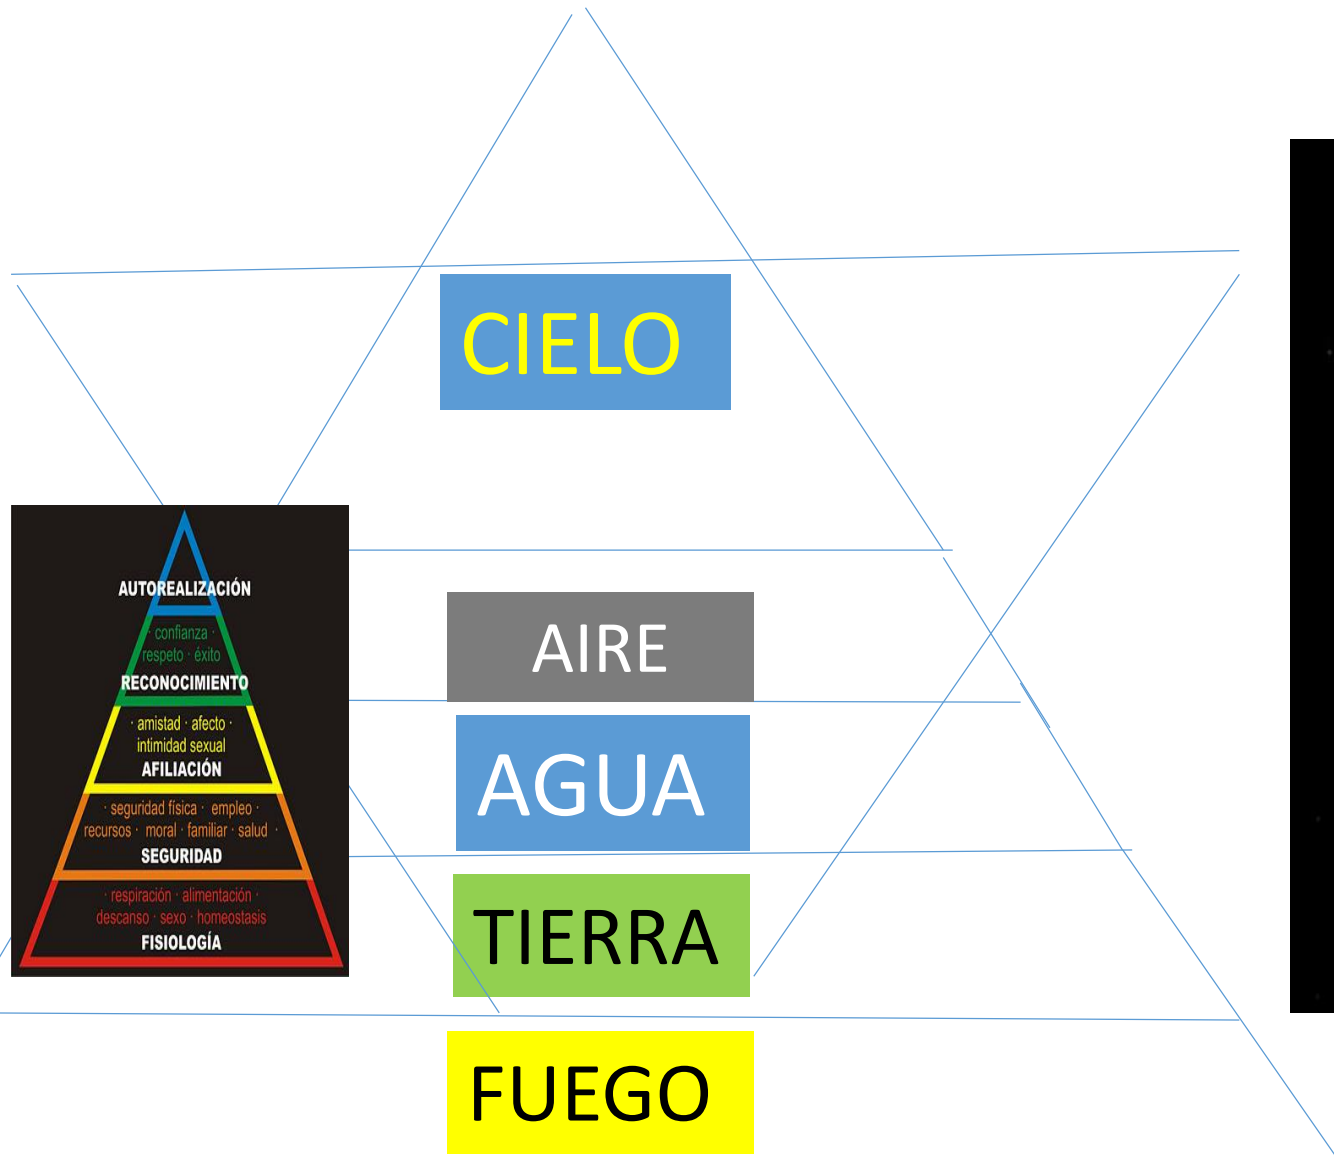 CIELO
AUTOREALIZACIÓN
· confianza ·
respeto · éxito
RECONOCIMIENTO
· amistad · afecto ·
intimidad sexual
AFILIACIÓN
· seguridad física · empleo ·
recursos · moral · familiar · salud ·
SEGURIDAD
· respiración · alimentación ·
descanso · sexo · homeostasis
FISIOLOGÍA
AIRE
AGUA
TIERRA
FUEGO